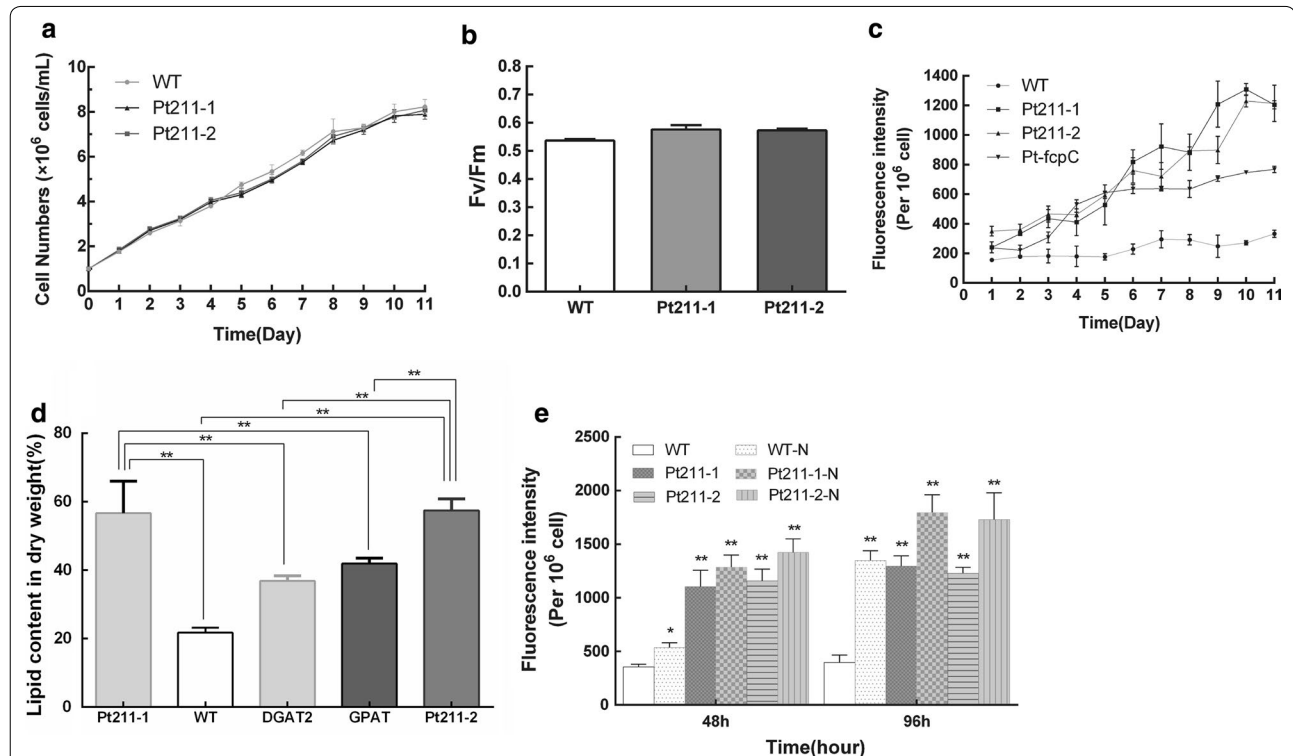 a
Cell Numbers (×10⁶ cells/mL)
10
8
6
4
2
0
0 1 2 3 4 5 6 7 8 9 10 11
Time(Day)
WT
Pt211-1
Pt211-2
b
Fv/Fm
0.8
0.7
0.6
0.5
0.4
0.3
0.2
0.1
0.0
WT Pt211-1 Pt211-2
c
Fluorescence intensity
(Per 10⁶ cell)
1400
1200
1000
800
600
400
200
0
0 1 2 3 4 5 6 7 8 9 10 11
Time(Day)
WT
Pt211-1
Pt211-2
Pt-fcpC
d
Lipid content in dry weight(%)
80
60
40
20
0
**
**
**
**
**
**
Pt211-1 WT DGAT2 GPAT Pt211-2
e
Fluorescence intensity
(Per 10⁶ cell)
2500
2000
1500
1000
500
0
WT WT-N
Pt211-1 Pt211-1-N
Pt211-2 Pt211-2-N
* ** ** ** **
** ** ** ** **
48h 96h
Time(hour)